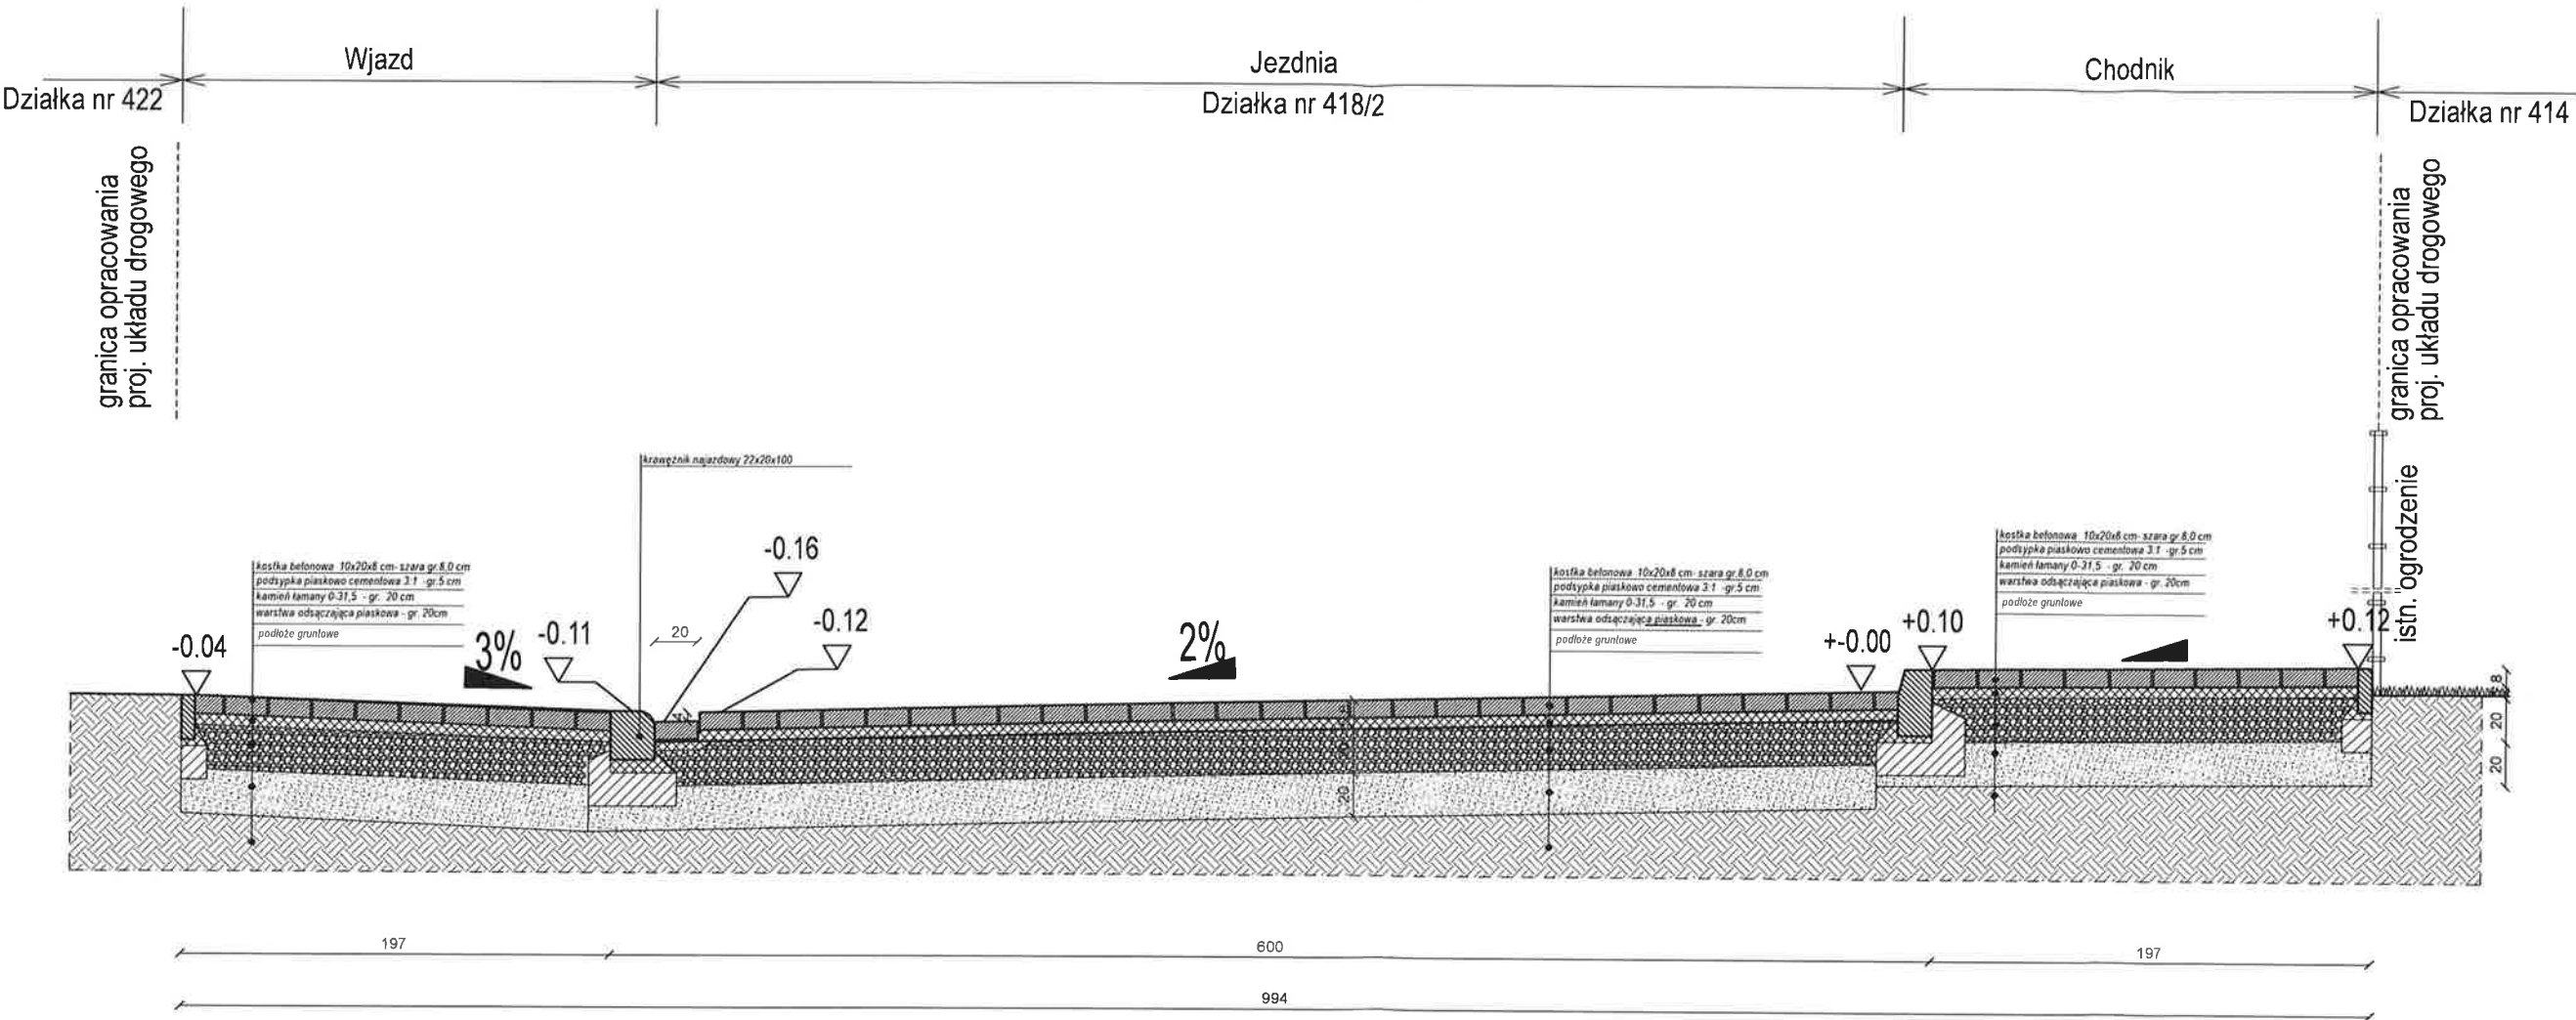 Wjazd
Jezdnia
Chodnik
Działka nr 422
Działka nr 418/2
Działka nr 414
granica opracowania
proj. układu drogowego
granica opracowania
proj. układu drogowego
istn. ogrodzenie
krawężnik najazdowy 22x20x100
kostka betonowa 10x20x8 cm- szara gr.8,0 cm
podsypka piaskowo cementowa 3:1 -gr.5 cm
kamień łamany 0-31,5 - gr. 20 cm
warstwa odsączająca piaskowa - gr. 20cm
podłoże gruntowe
kostka betonowa 10x20x8 cm- szara gr.8,0 cm
podsypka piaskowo cementowa 3:1 -gr.5 cm
kamień łamany 0-31,5 - gr. 20 cm
warstwa odsączająca piaskowa - gr. 20cm
podłoże gruntowe
kostka betonowa 10x20x8 cm- szara gr.8,0 cm
podsypka piaskowo cementowa 3:1 -gr.5 cm
kamień łamany 0-31,5 - gr. 20 cm
warstwa odsączająca piaskowa - gr. 20cm
podłoże gruntowe
-0.04
3%
-0.11
20
-0.16
-0.12
2%
+-0.00
+0.10
+0.12
20
8
20
20
197
600
197
994